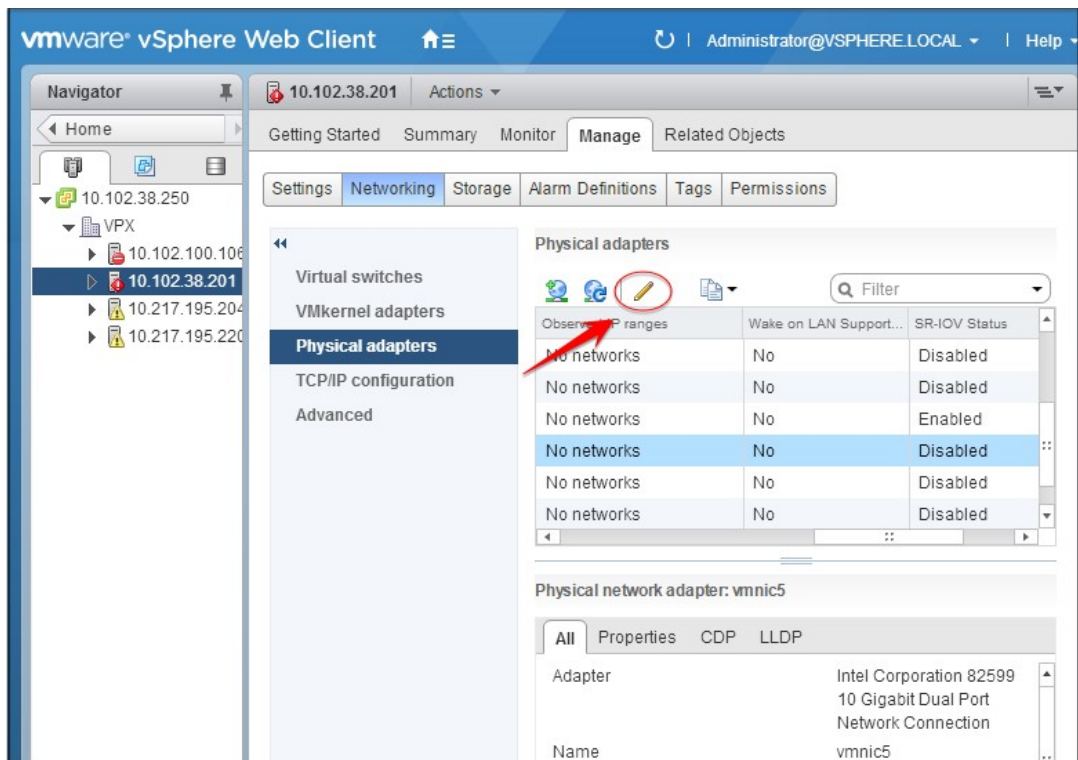 vmware® vSphere Web Client
Administrator@VSPHERE.LOCAL
Help
Navigator
10.102.38.201
Actions
Home
Getting Started
Summary
Monitor
Manage
Related Objects
Settings
Networking
Storage
Alarm Definitions
Tags
Permissions
10.102.38.250
VPX
10.102.100.106
10.102.38.201
10.217.195.204
10.217.195.220
Virtual switches
VMkernel adapters
Physical adapters
TCP/IP configuration
Advanced
Physical adapters
Filter
ranges Wake on LAN Support... SR-IOV Status
No networks No Disabled
No networks No Disabled
No networks No Enabled
No networks No Disabled
No networks No Disabled
No networks No Disabled
Physical network adapter: vmnic5
All Properties CDP LLDP
Adapter Intel Corporation 82599
10 Gigabit Dual Port
Network Connection
Name vmnic5